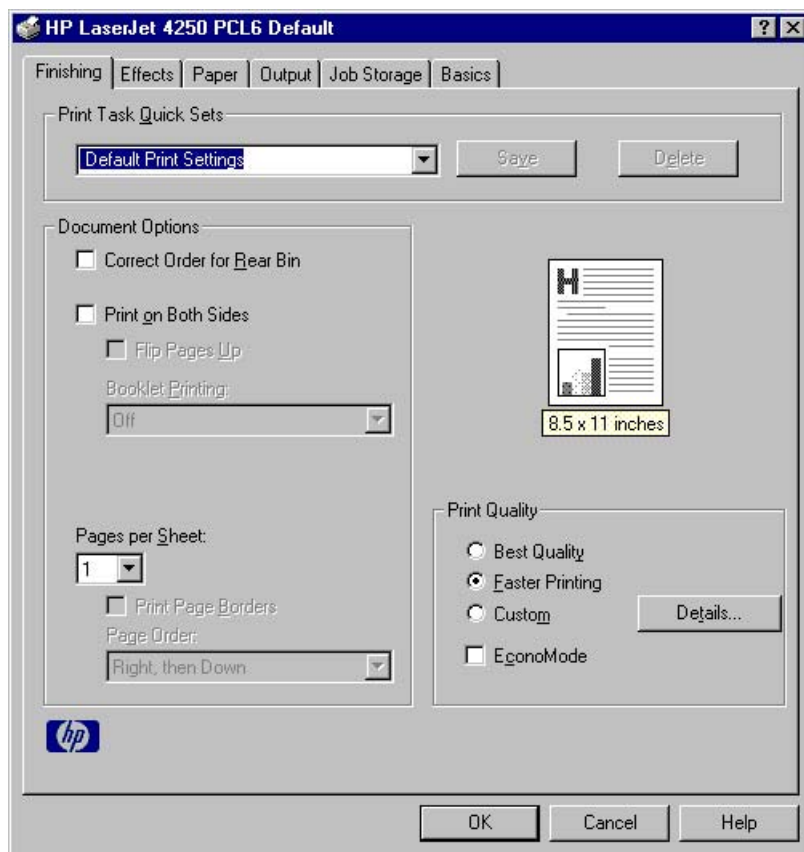 HP LaserJet 4250 PCL6 Default
Finishing Effects Paper Output Job Storage Basics
Print Task Quick Sets
Default Print Settings Save Delete
Document Options
Correct Order for Rear Bin
Print on Both Sides
Flip Pages Up
Booklet Printing:
Off
8.5 x 11 inches
Pages per Sheet:
1
Print Page Borders
Page Order:
Right, then Down
Print Quality
Best Quality
Faster Printing
Custom Details...
EconoMode
hp
OK Cancel Help